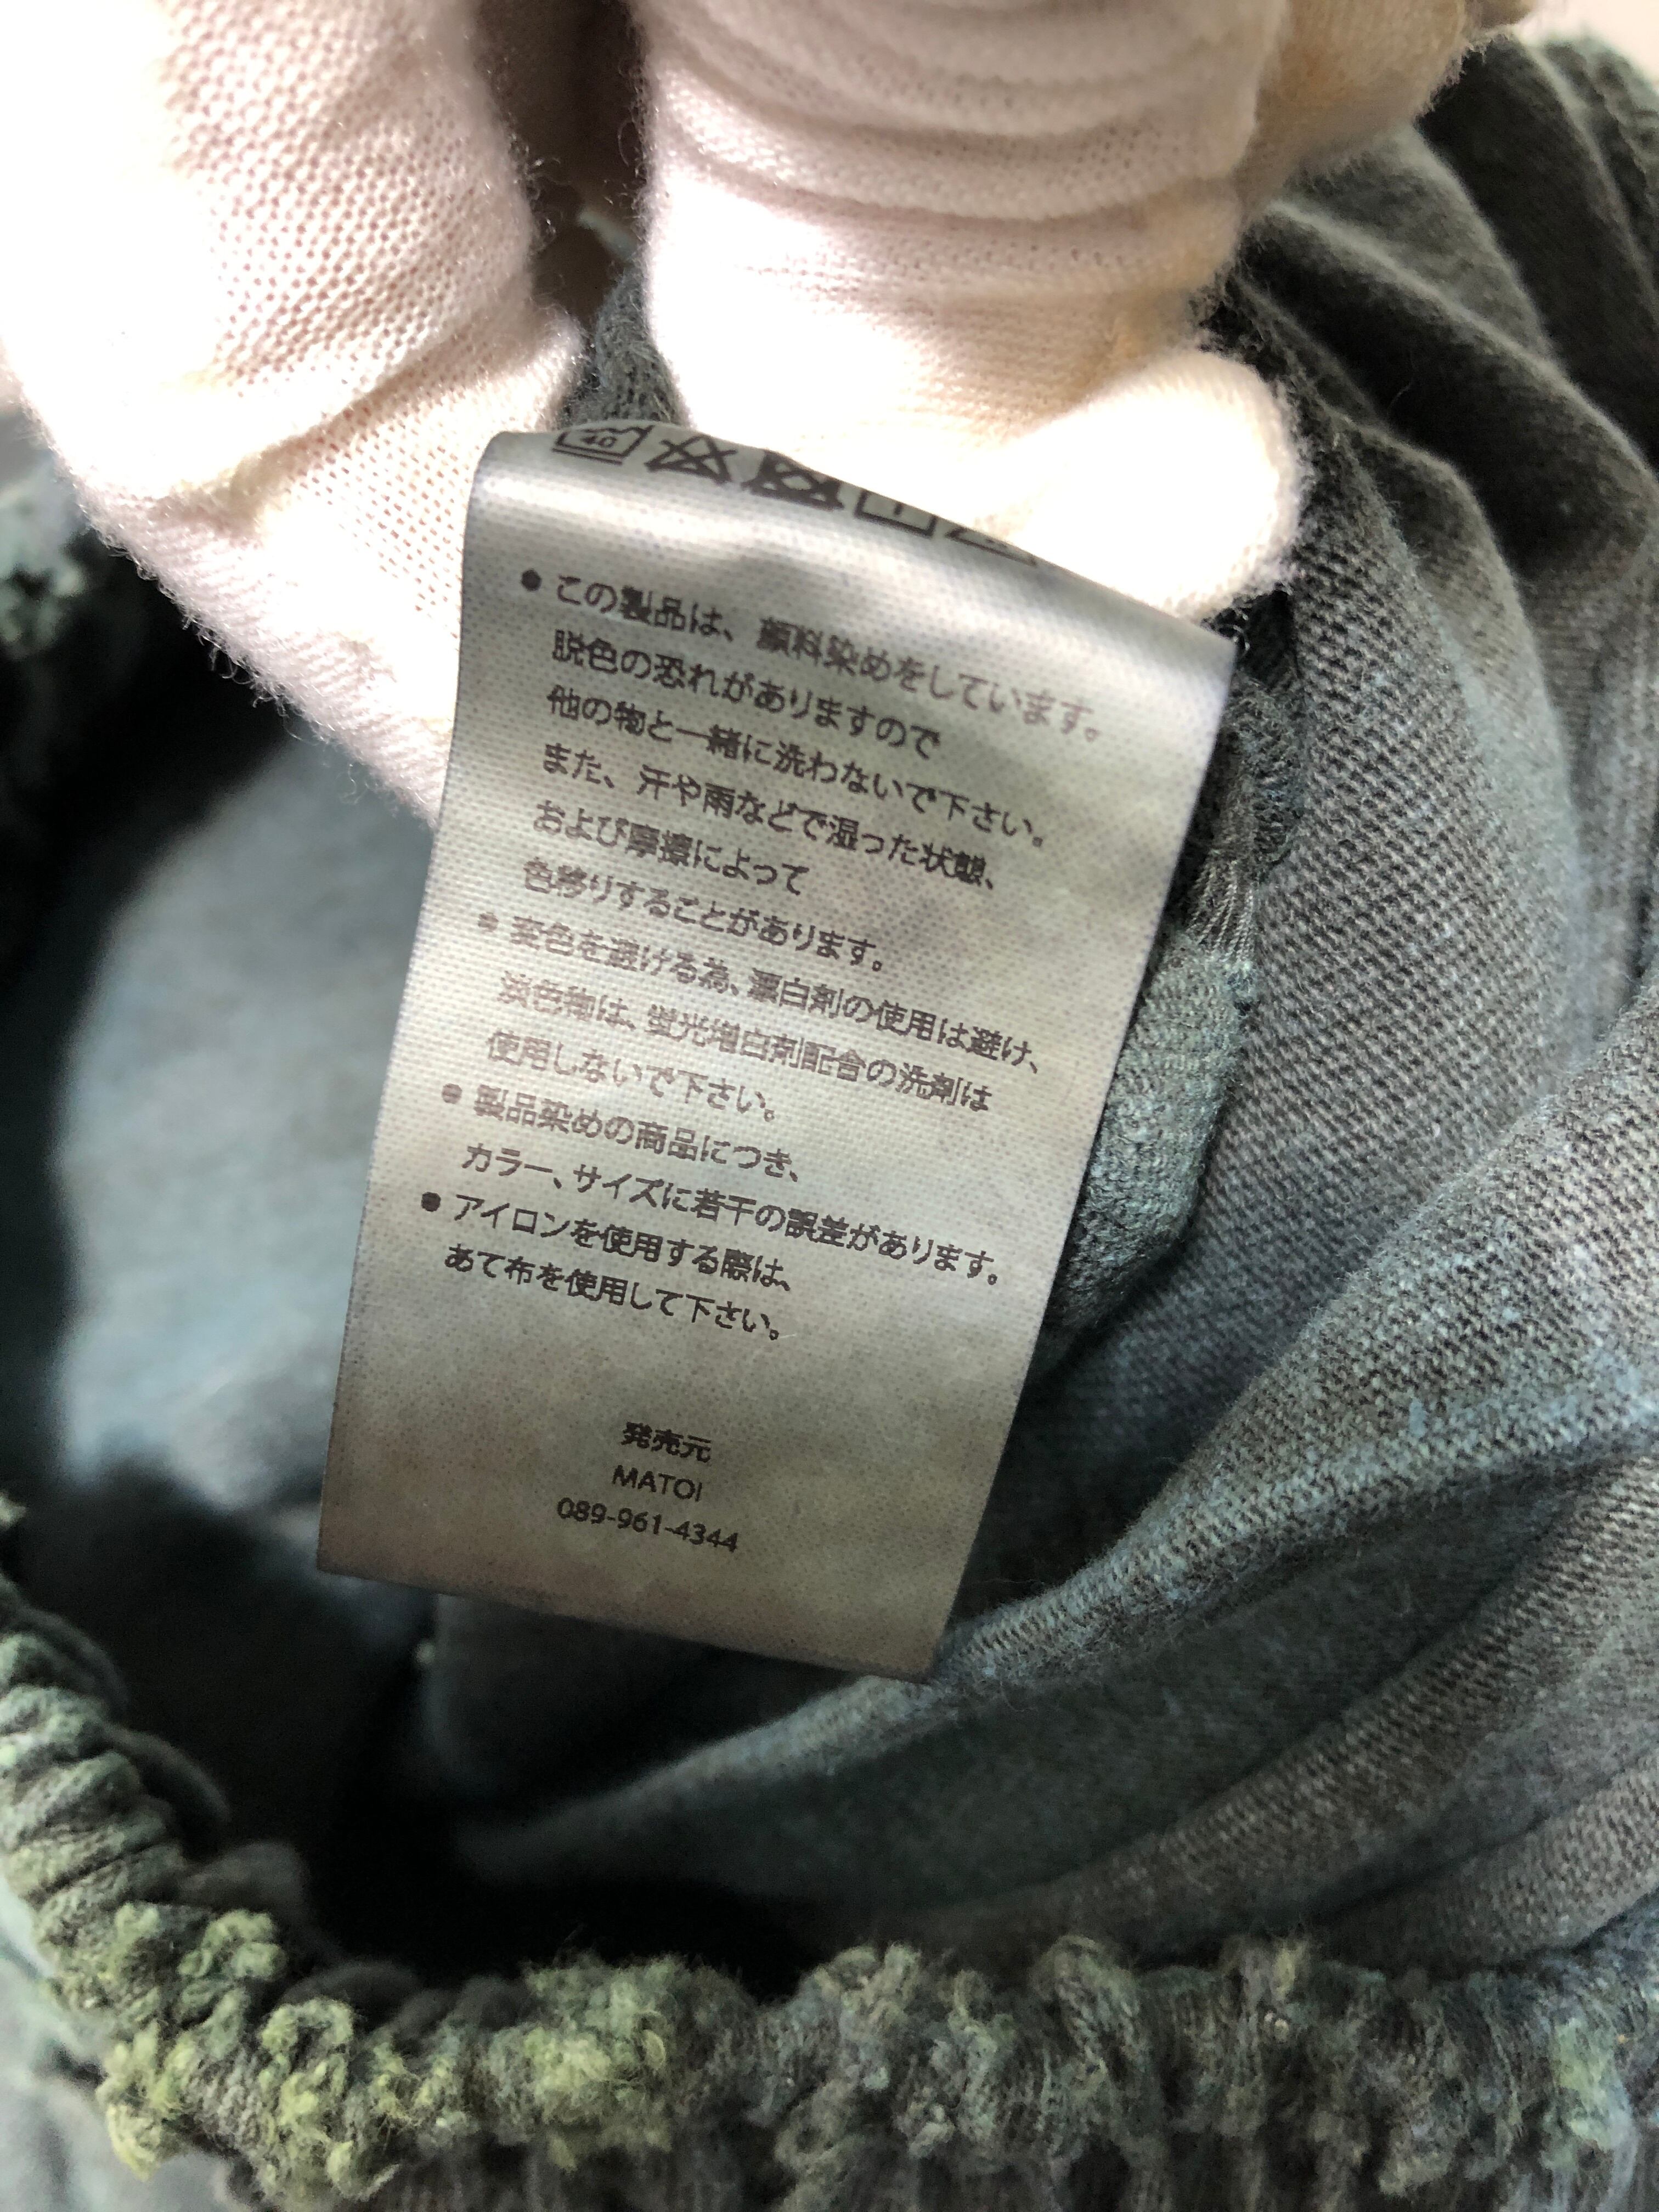 40
● この製品は、顔料染めをしています。
脱色の恐れがありますので
他の物と一緒に洗わないで下さい。
また、汗や雨などで湿った状態、
および摩擦によって
色移りすることがあります。
● 変色を避ける為、漂白剤の使用は避け、
淡色物は、蛍光増白剤配合の洗剤は
使用しないで下さい。
● 製品染めの商品につき、
カラー、サイズに若干の誤差があります。
● アイロンを使用する際は、
あて布を使用して下さい。
発売元
MATOI
089-961-4344